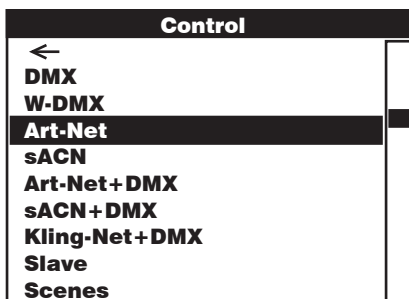 Control
←
DMX
W-DMX
Art-Net
sACN
Art-Net+DMX
sACN+DMX
Kling-Net+DMX
Slave
Scenes